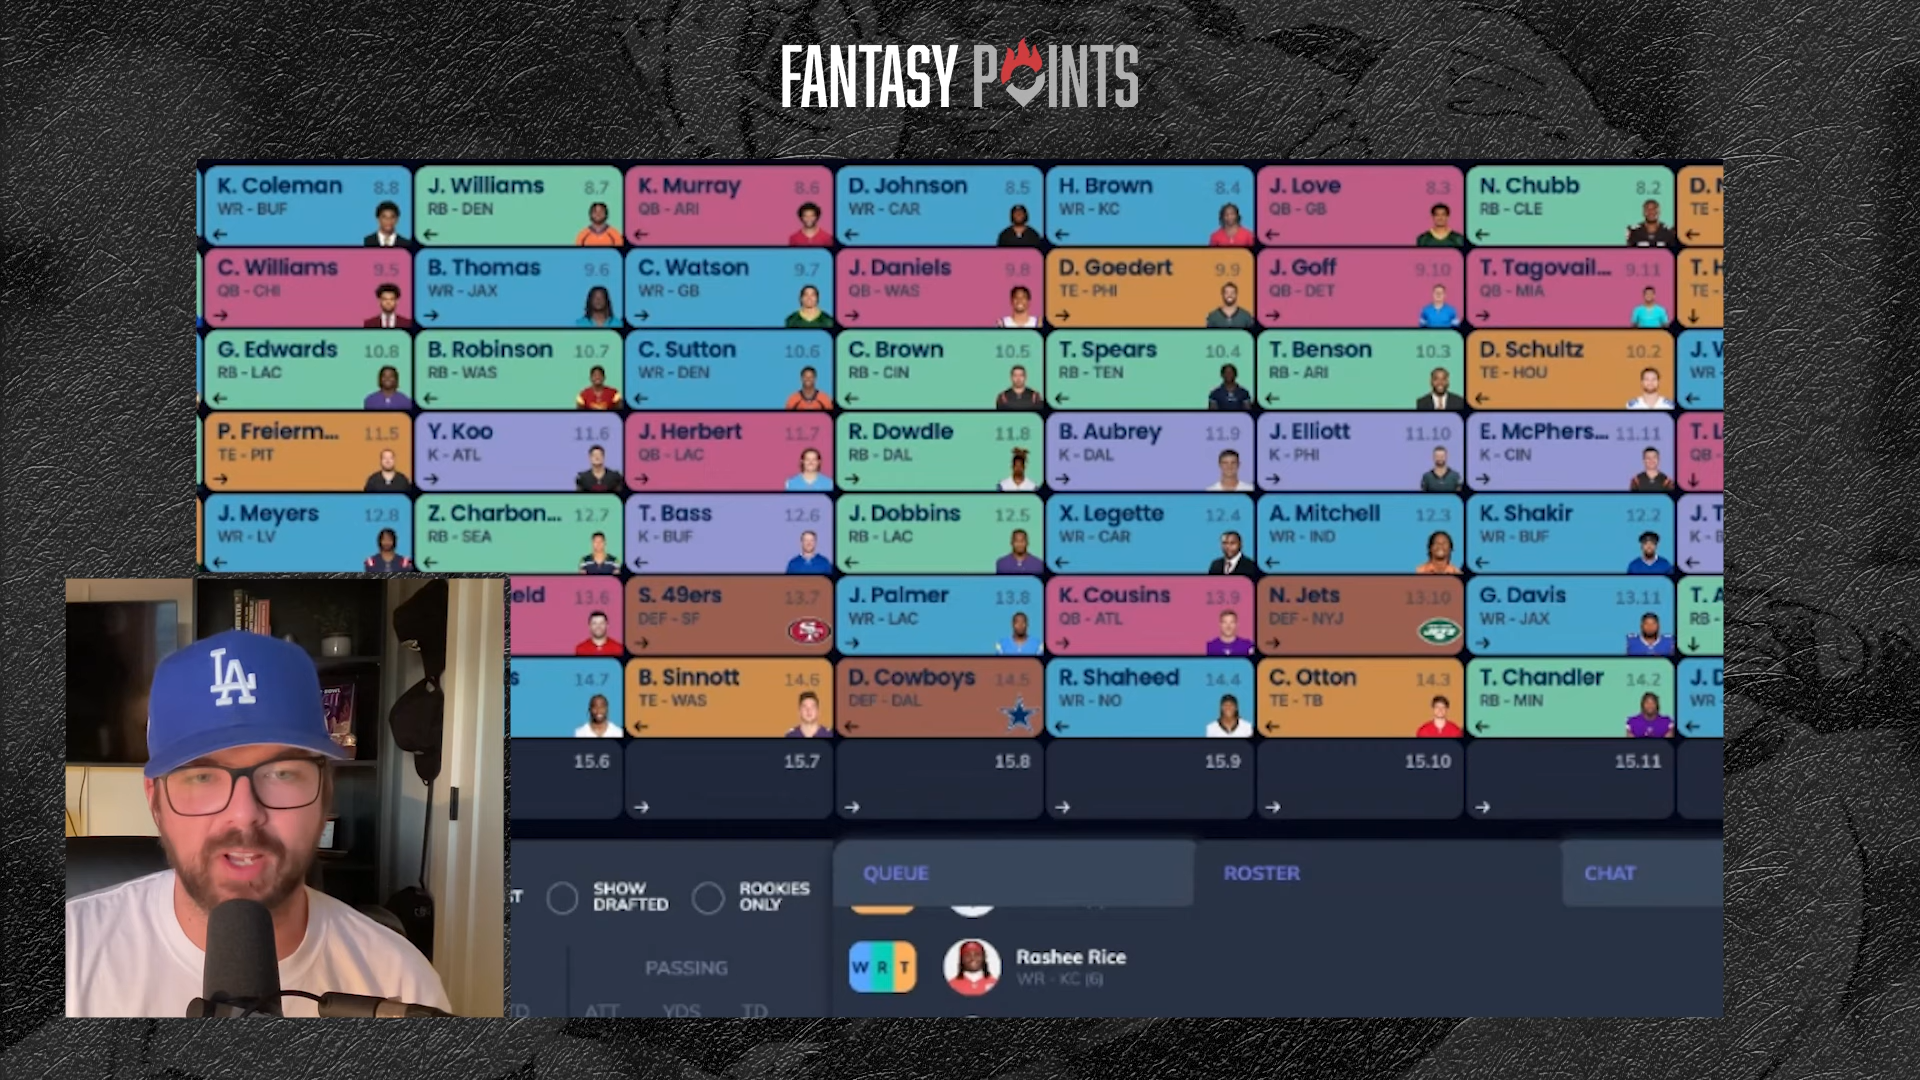 FANTASY POINTS
K. Coleman 8.8 J. Williams 8.7 K. Murray 8.6 D. Johnson 8.5 H. Brown 8.4 J. Love 8.3 N. Chubb 8.2
WR - BUF RB - DEN QB - ARI WR - CAR WR - KC QB - GB RB - CLE TE -
C. Williams 9.5 B. Thomas 9.6 C. Watson 9.7 J. Daniels 9.8 D. Goedert 9.9 J. Goff 9.10 T. Tagovail... 9.11
QB - CHI WR - JAX WR - GB QB - WAS TE - PHI QB - DET QB - MIA TE -
G. Edwards 10.8 B. Robinson 10.7 C. Sutton 10.6 C. Brown 10.5 T. Spears 10.4 T. Benson 10.3 D. Schultz 10.2
RB - LAC RB - WAS WR - DEN RB - CIN RB - TEN RB - ARI TE - HOU WR -
P. Freierm... 11.5 Y. Koo 11.6 J. Herbert 11.7 R. Dowdle 11.8 B. Aubrey 11.9 J. Elliott 11.10 E. McPhers... 11.11
TE - PIT K - ATL QB - LAC RB - DAL K - DAL K - PHI K - CIN QB -
J. Meyers 12.8 Z. Charbon... 12.7 T. Bass 12.6 J. Dobbins 12.5 X. Legette 12.4 A. Mitchell 12.3 K. Shakir 12.2
WR - LV RB - SEA K - BUF RB - LAC WR - CAR WR - IND WR - BUF
eld 13.6 S. 49ers 13.7 J. Palmer 13.8 K. Cousins 13.9 N. Jets 13.10 G. Davis 13.11
DEF - SF WR - LAC QB - ATL DEF - NYJ WR - JAX RB -
s 14.7 B. Sinnott 14.6 D. Cowboys 14.5 R. Shaheed 14.4 C. Otton 14.3 T. Chandler 14.2
TE - WAS DEF - DAL WR - NO TE - TB RB - MIN WR -
15.6 15.7 15.8 15.9 15.10 15.11
LA
SHOW DRAFTED
ROOKIES ONLY
QUEUE ROSTER CHAT
PASSING
ATT YDS TD
W R T Rashee Rice
WR - KC (6)